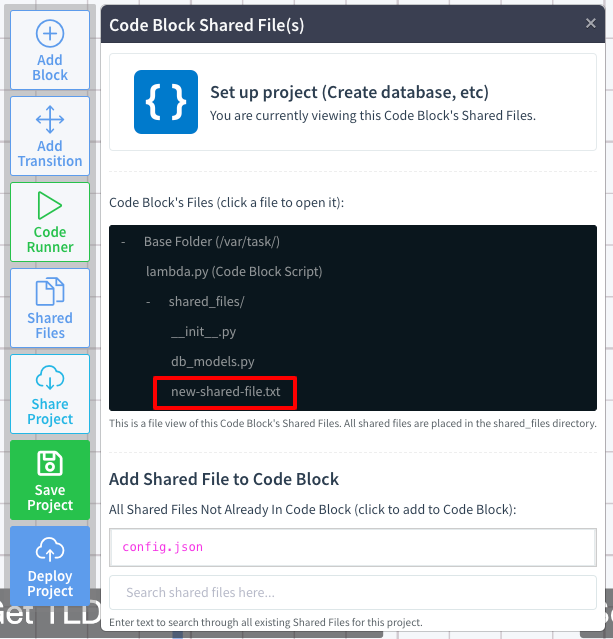 Add
Block
Add
Transition
Code
Runner
Shared
Files
Share
Project
Save
Project
Deploy
Project
Code Block Shared File(s)
×
{ }
Set up project (Create database, etc)
You are currently viewing this Code Block's Shared Files.
Code Block's Files (click a file to open it):
- Base Folder (/var/task/)
lambda.py (Code Block Script)
- shared_files/
__init__.py
db_models.py
new-shared-file.txt
This is a file view of this Code Block's Shared Files. All shared files are placed in the shared_files directory.
Add Shared File to Code Block
All Shared Files Not Already In Code Block (click to add to Code Block):
config.json
Search shared files here...
Enter text to search through all existing Shared Files for this project.